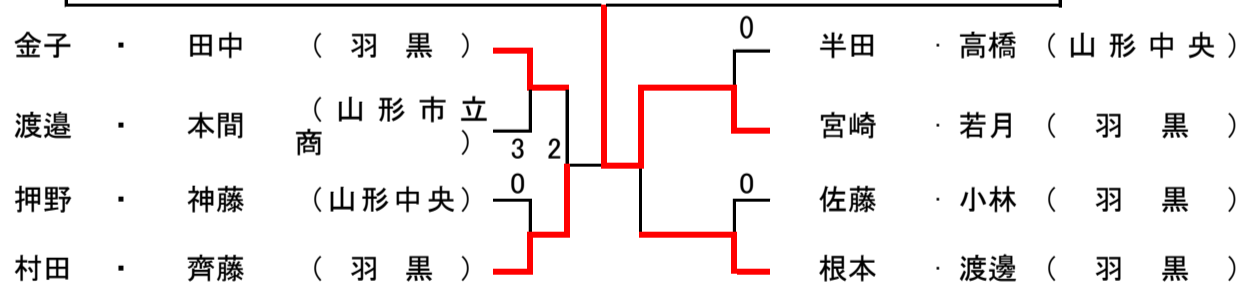 金子 ・ 田中 ( 羽 黒 ) 0 半田 ・ 高橋 ( 山 形 中 央 )
渡邉 ・ 本間 ( 山 形 市 立 商 ) 3 2 宮崎 ・ 若月 ( 羽 黒 )
押野 ・ 神藤 ( 山 形 中 央 ) 0 0 佐藤 ・ 小林 ( 羽 黒 )
村田 ・ 齊藤 ( 羽 黒 ) 根本 ・ 渡邊 ( 羽 黒 )